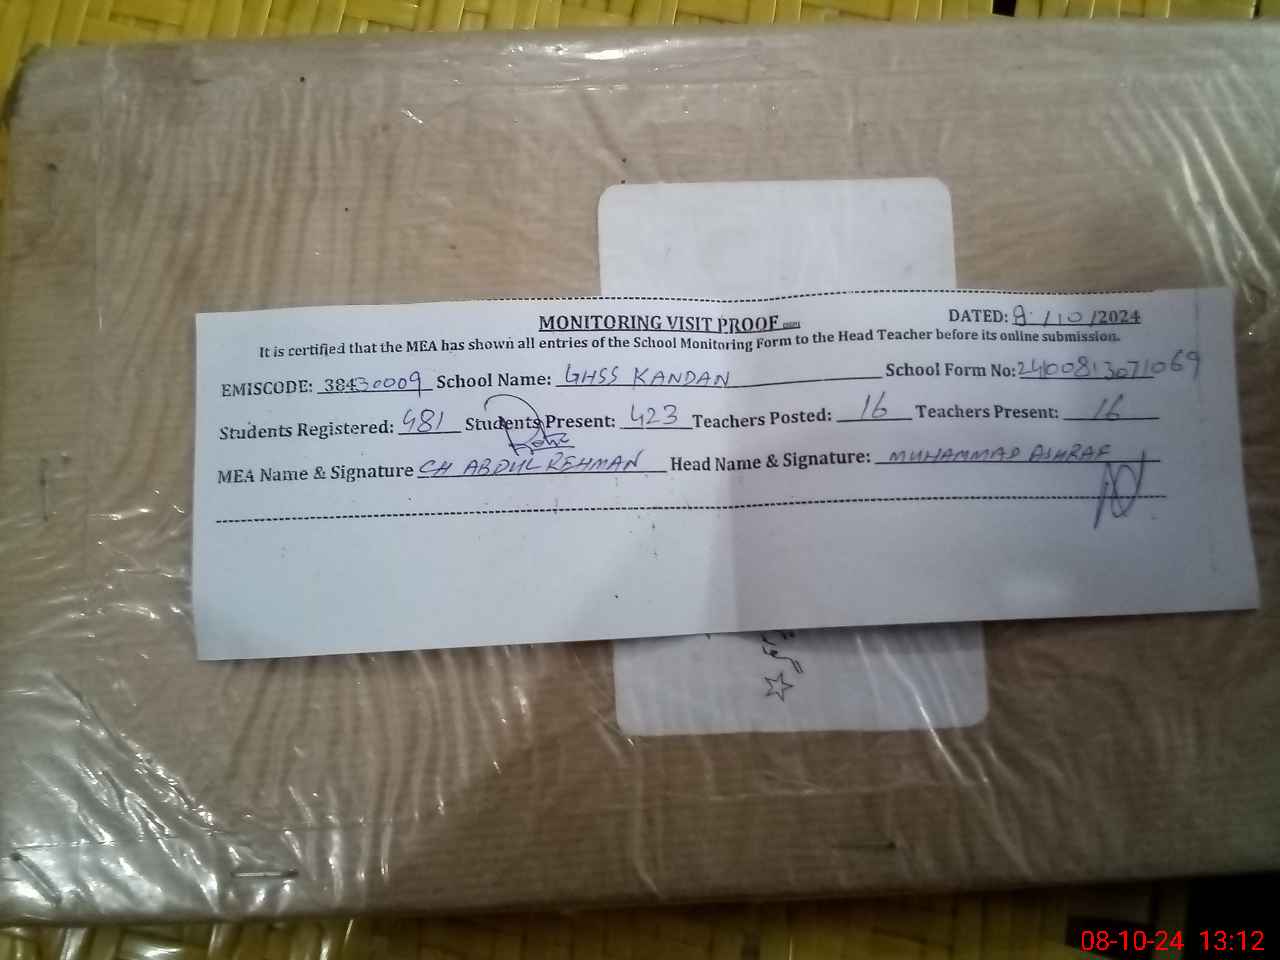 MONITORING VISIT PROOF
DATED: 8/10/2024
It is certified that the MEA has shown all entries of the School Monitoring Form to the Head Teacher before its online submission.
EMISCODE: 38430009 School Name: GHSS KANDAN School Form No: 2400813071069
Students Registered: 481 Students Present: 423 Teachers Posted: 16 Teachers Present: 16
MEA Name & Signature CH ABDUL REHMAN Head Name & Signature: MUHAMMAD ASHRAF
08-10-24 13:12